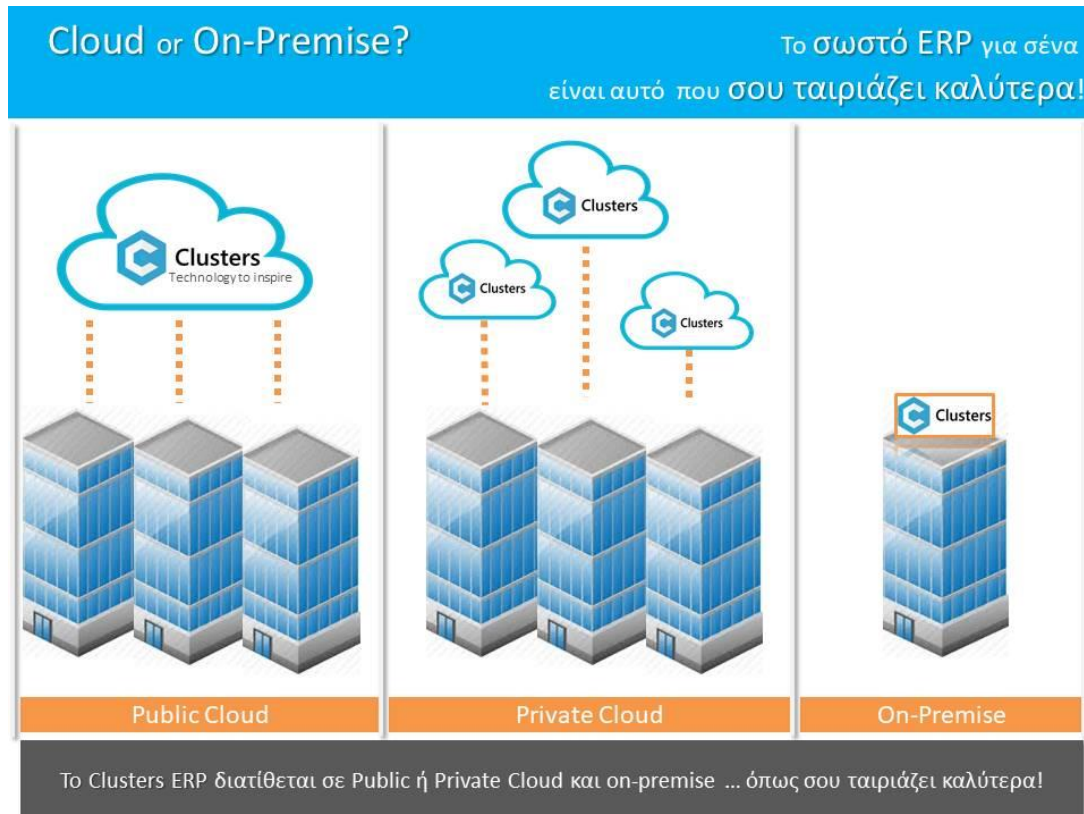 Cloud or On-Premise?
Το σωστό ERP για σένα
είναι αυτό που σου ταιριάζει καλύτερα!
Clusters
Technology to inspire
Clusters
Clusters
Clusters
Clusters
Public Cloud
Private Cloud
On-Premise
Το Clusters ERP διατίθεται σε Public ή Private Cloud και on-premise ... όπως σου ταιριάζει καλύτερα!